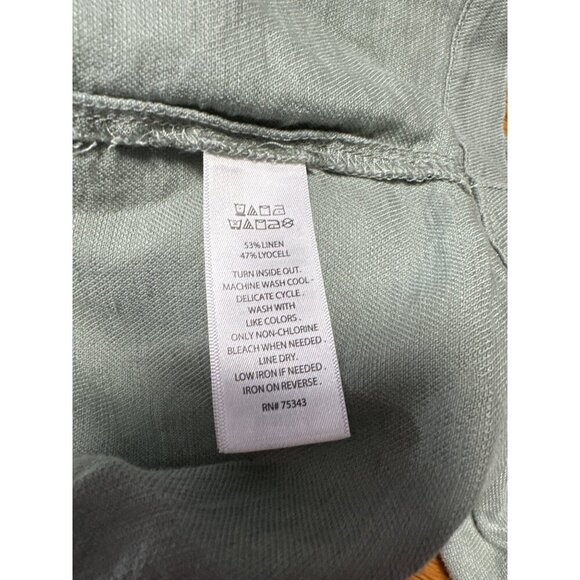 53% LINEN
47% LYOCELL
TURN INSIDE OUT.
MACHINE WASH COOL -
DELICATE CYCLE .
WASH WITH
LIKE COLORS .
ONLY NON-CHLORINE
BLEACH WHEN NEEDED .
LINE DRY.
LOW IRON IF NEEDED .
IRON ON REVERSE .
RN# 75343